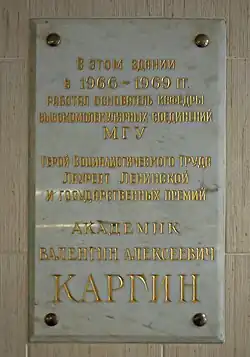 В ЭТОМ ЗДАНИИ
В 1966–1969 ГГ.
РАБОТАЛ ОСНОВАТЕЛЬ КАФЕДРЫ
ВЫСОКОМОЛЕКУЛЯРНЫХ СОЕДИНЕНИЙ
МГУ
ГЕРОЙ СОЦИАЛИСТИЧЕСКОГО ТРУДА
ЛАУРЕАТ ЛЕНИНСКОЙ
И ГОСУДАРСТВЕННЫХ ПРЕМИЙ
АКАДЕМИК
ВАЛЕНТИН АЛЕКСЕЕВИЧ
КАРГИН